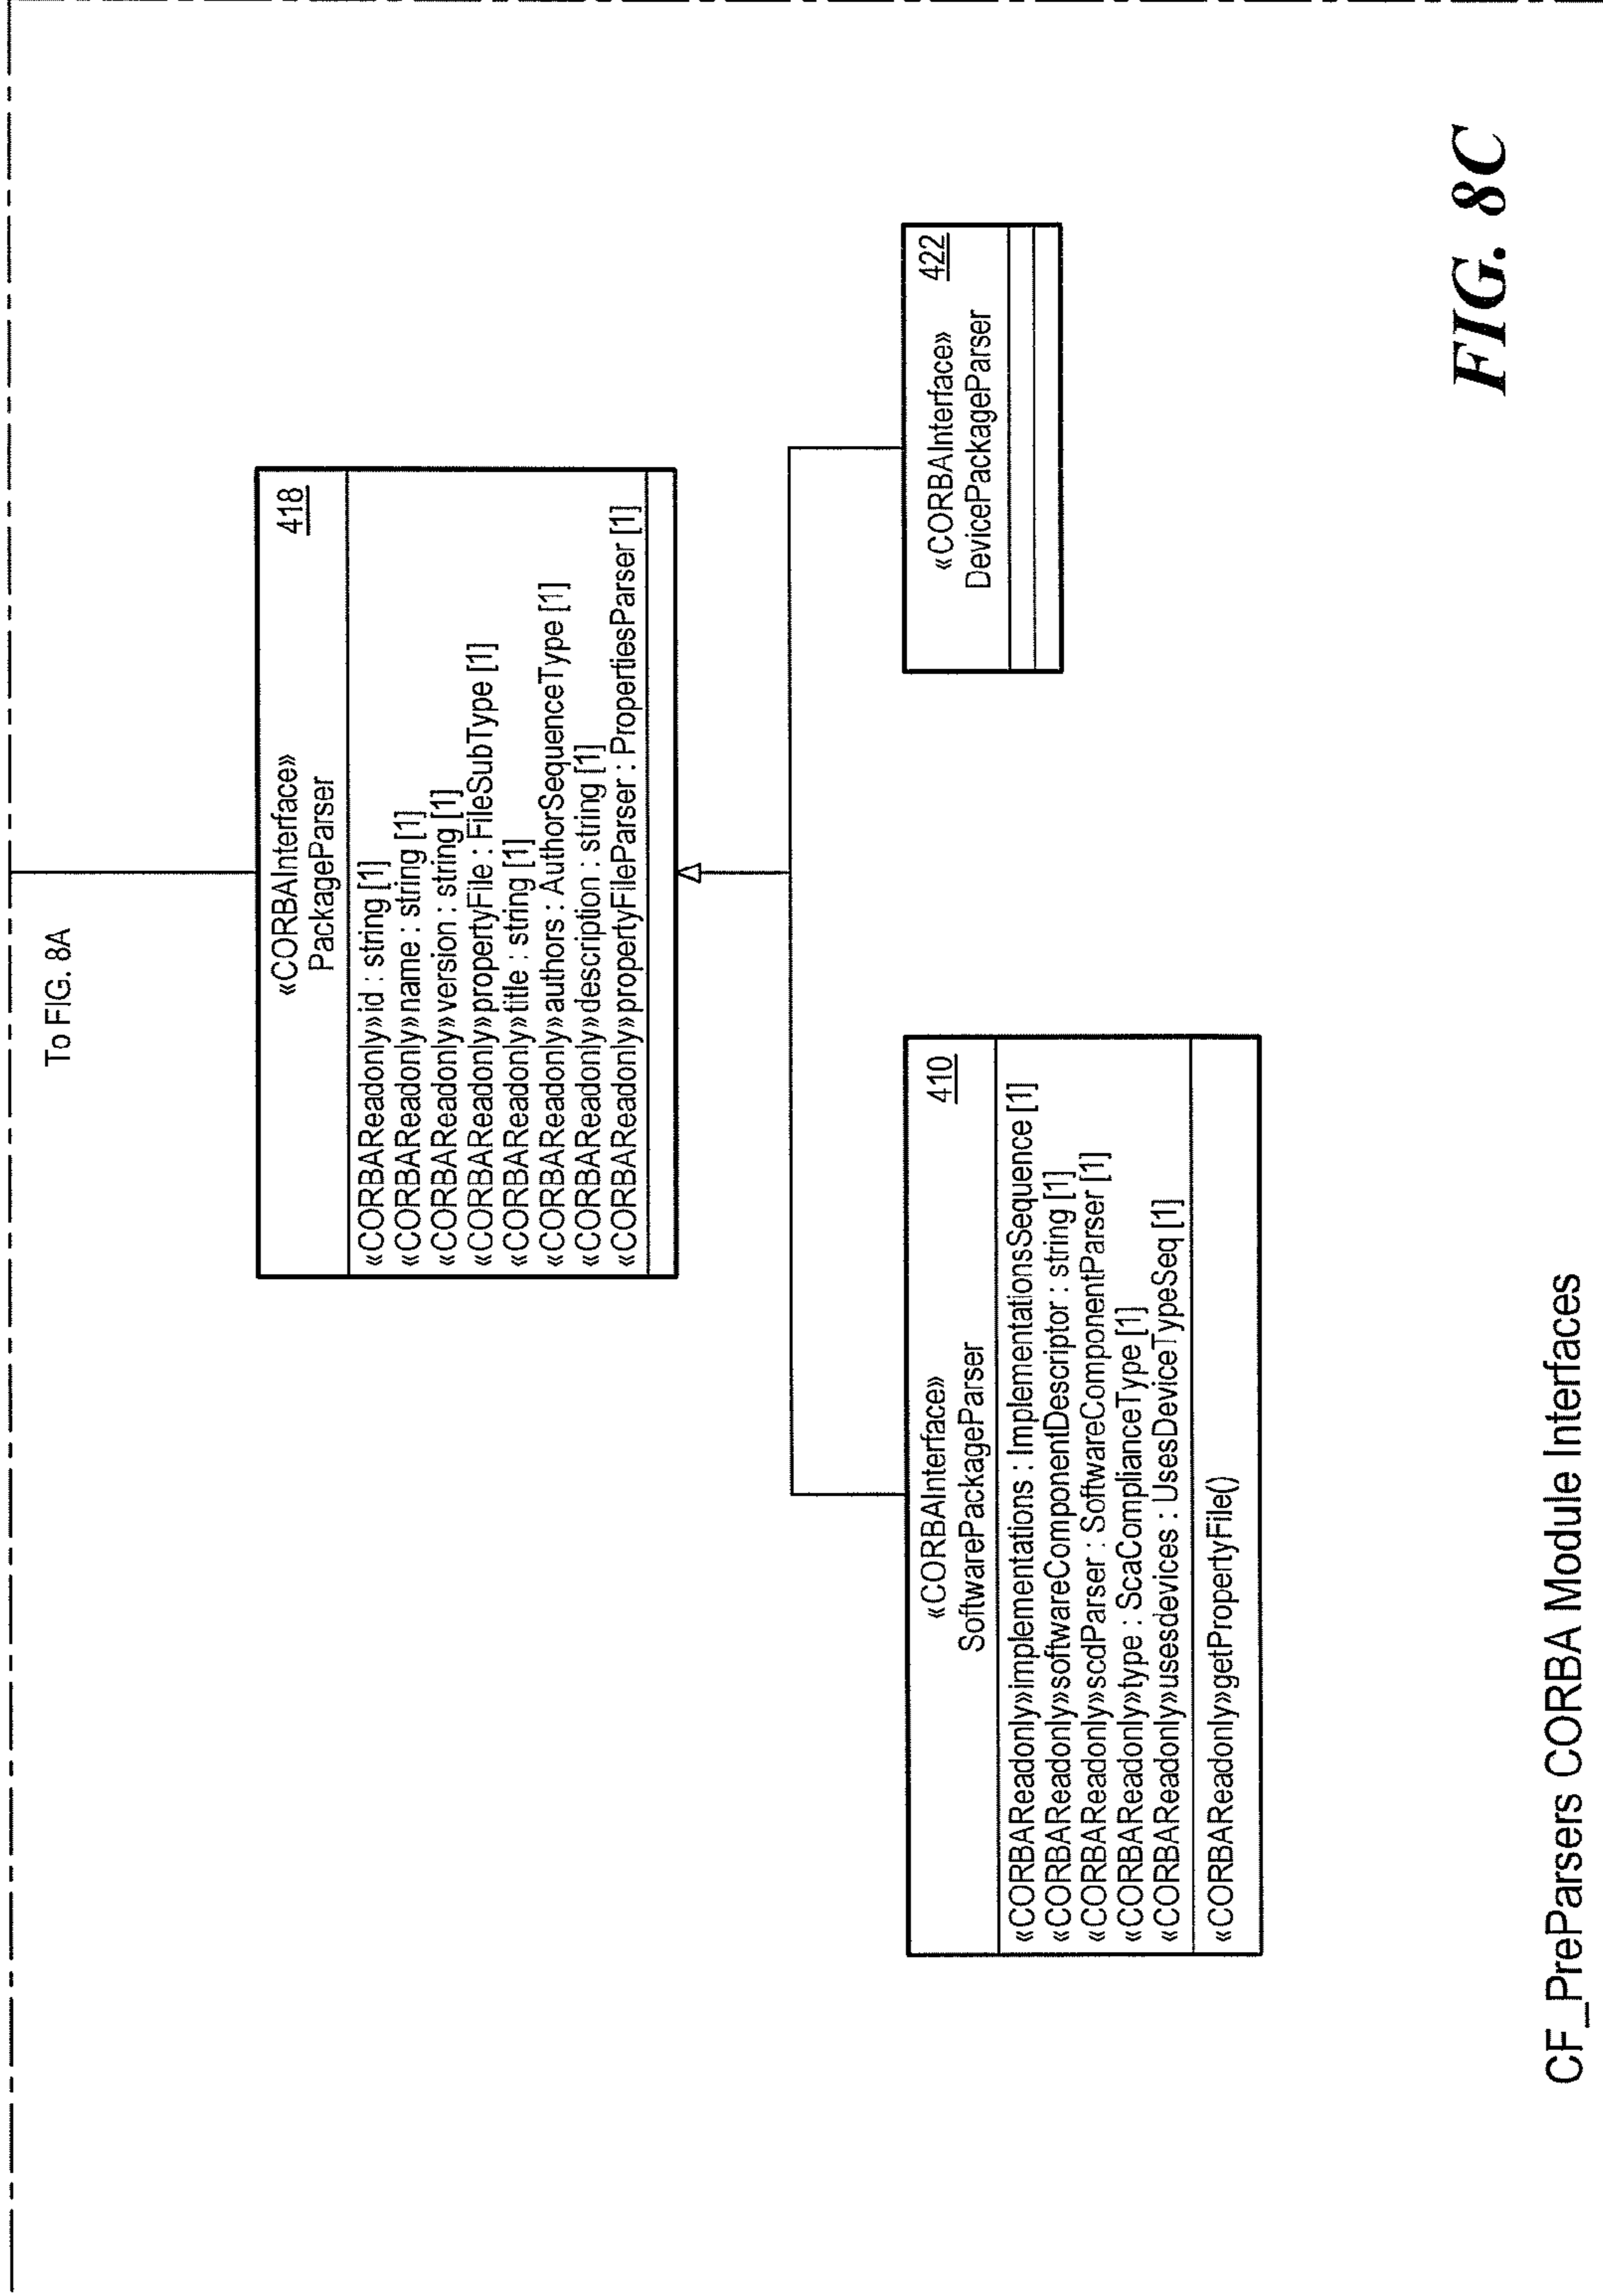 To FIG. 8A
«CORBAInterface»
PackageParser
418
«CORBAReadonly»id : string [1]
«CORBAReadonly»name : string [1]
«CORBAReadonly»version : string [1]
«CORBAReadonly»propertyFile : FileSubType [1]
«CORBAReadonly»title : string [1]
«CORBAReadonly»authors : AuthorSequenceType [1]
«CORBAReadonly»description : string [1]
«CORBAReadonly»propertyFileParser : PropertiesParser [1]
«CORBAInterface»
SoftwarePackageParser
410
«CORBAReadonly»implementations : ImplementationsSequence [1]
«CORBAReadonly»softwareComponentDescriptor : string [1]
«CORBAReadonly»scdParser : SoftwareComponentParser [1]
«CORBAReadonly»type : ScaComplianceType [1]
«CORBAReadonly»usesdevices : UsesDeviceTypeSeq [1]
«CORBAReadonly»getPropertyFile()
«CORBAInterface»
DevicePackageParser
422
CF_PreParsers CORBA Module Interfaces
FIG. 8C